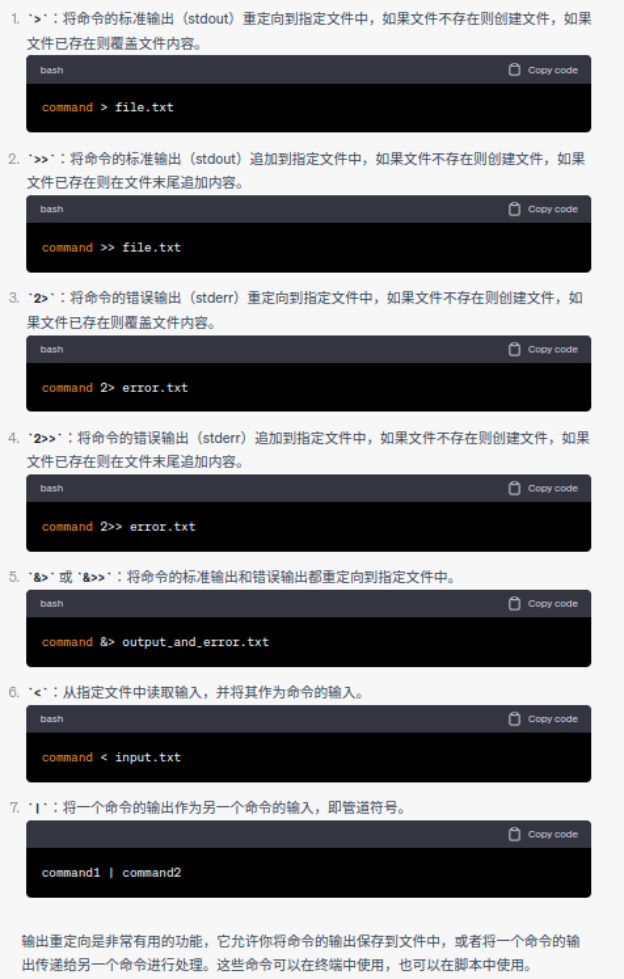 1. `>`：将命令的标准输出（stdout）重定向到指定文件中，如果文件不存在则创建文件，如果
文件已存在则覆盖文件内容。
bash Copy code
command > file.txt
2. `>>`：将命令的标准输出（stdout）追加到指定文件中，如果文件不存在则创建文件，如果
文件已存在则在文件末尾追加内容。
bash Copy code
command >> file.txt
3. `2>`：将命令的错误输出（stderr）重定向到指定文件中，如果文件不存在则创建文件，如
果文件已存在则覆盖文件内容。
bash Copy code
command 2> error.txt
4. `2>>`：将命令的错误输出（stderr）追加到指定文件中，如果文件不存在则创建文件，如果
文件已存在则在文件末尾追加内容。
bash Copy code
command 2>> error.txt
5. `&>` 或 `&>>`：将命令的标准输出和错误输出都重定向到指定文件中。
bash Copy code
command &> output_and_error.txt
6. `<`：从指定文件中读取输入，并将其作为命令的输入。
bash Copy code
command < input.txt
7. `|`：将一个命令的输出作为另一个命令的输入，即管道符号。
Copy code
command1 | command2
输出重定向是非常有用的功能，它允许你将命令的输出保存到文件中，或者将一个命令的输
出传递给另一个命令进行处理。这些命令可以在终端中使用，也可以在脚本中使用。